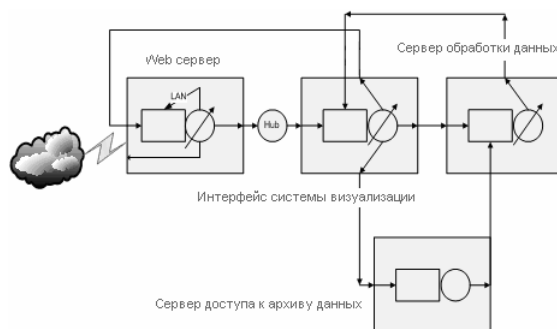 Web сервер
Сервер обработки данных
LAN
Hub
Интерфейс системы визуализации
Сервер доступа к архиву данных